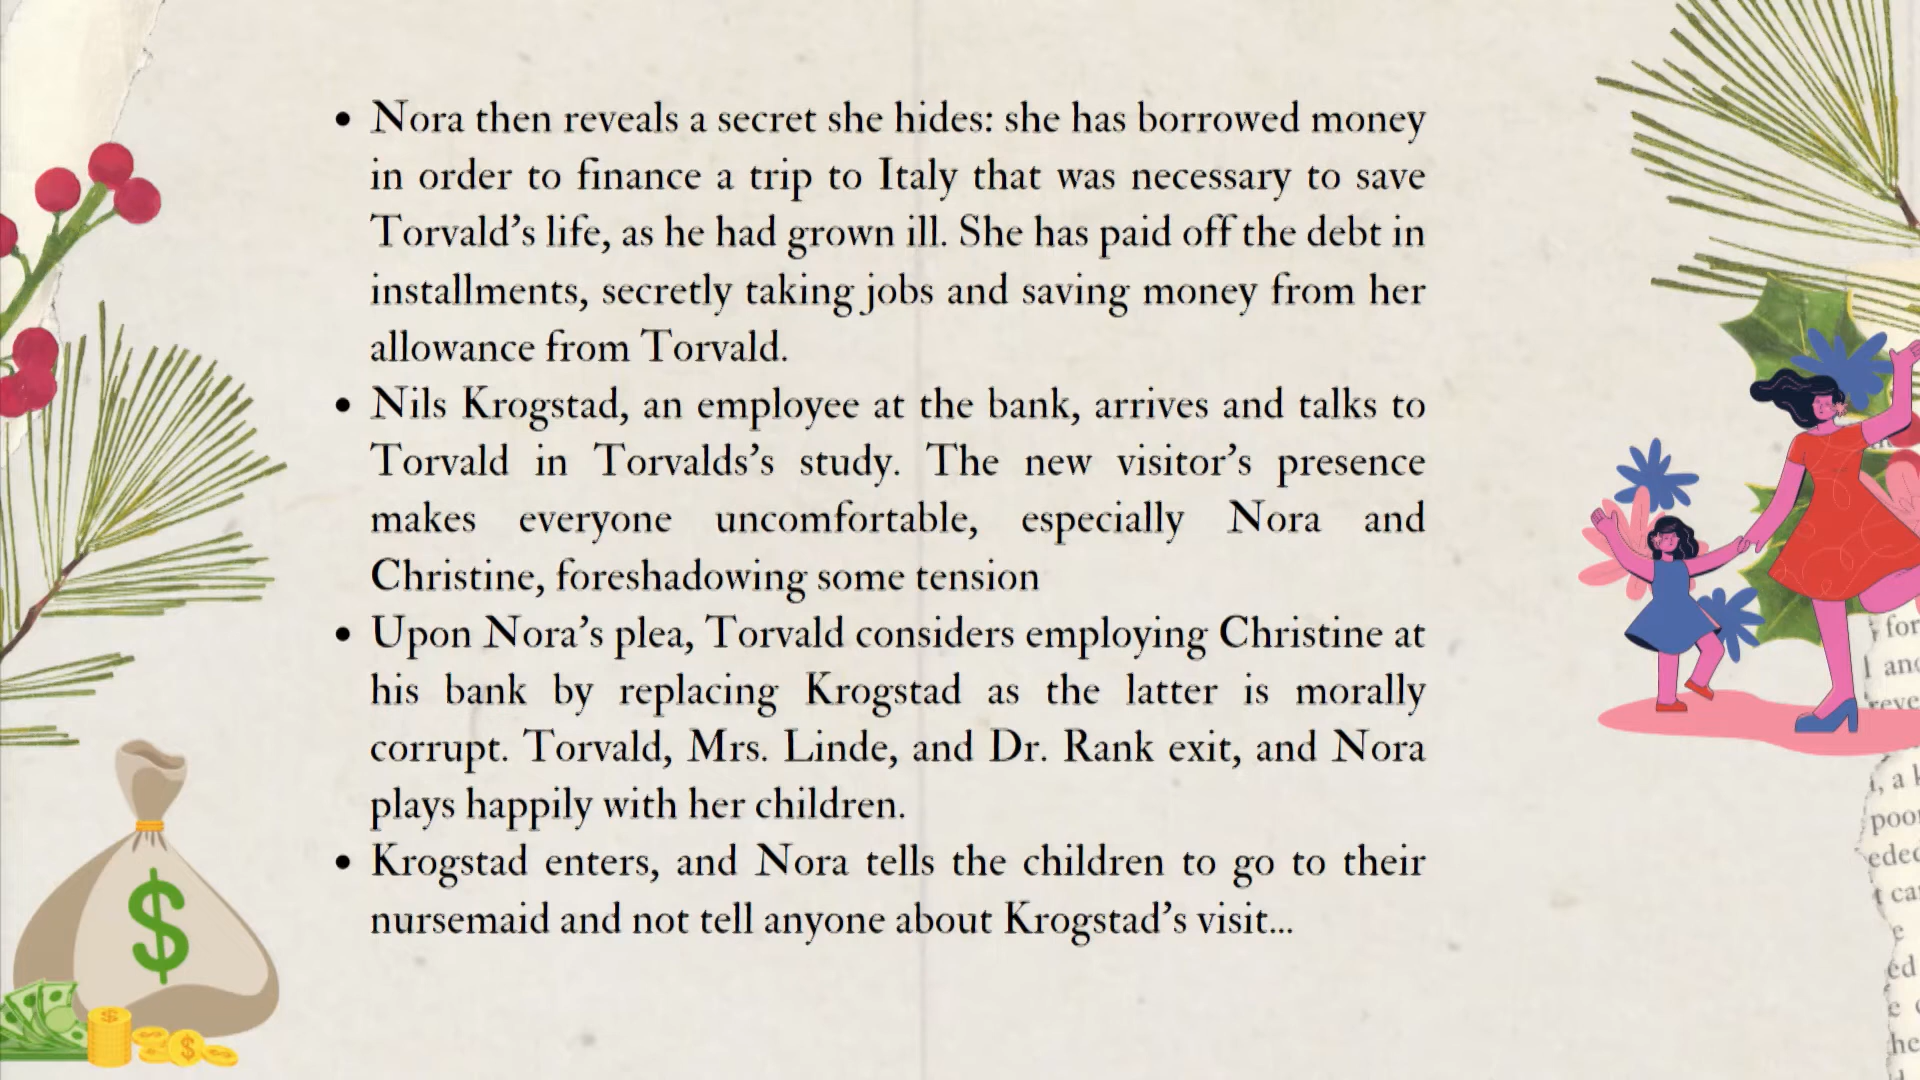 • Nora then reveals a secret she hides: she has borrowed money
in order to finance a trip to Italy that was necessary to save
Torvald’s life, as he had grown ill. She has paid off the debt in
installments, secretly taking jobs and saving money from her
allowance from Torvald.
• Nils Krogstad, an employee at the bank, arrives and talks to
Torvald in Torvalds’s study. The new visitor’s presence
makes everyone uncomfortable, especially Nora and
Christine, foreshadowing some tension
• Upon Nora’s plea, Torvald considers employing Christine at
his bank by replacing Krogstad as the latter is morally
corrupt. Torvald, Mrs. Linde, and Dr. Rank exit, and Nora
plays happily with her children.
• Krogstad enters, and Nora tells the children to go to their
nursemaid and not tell anyone about Krogstad’s visit...
$
for